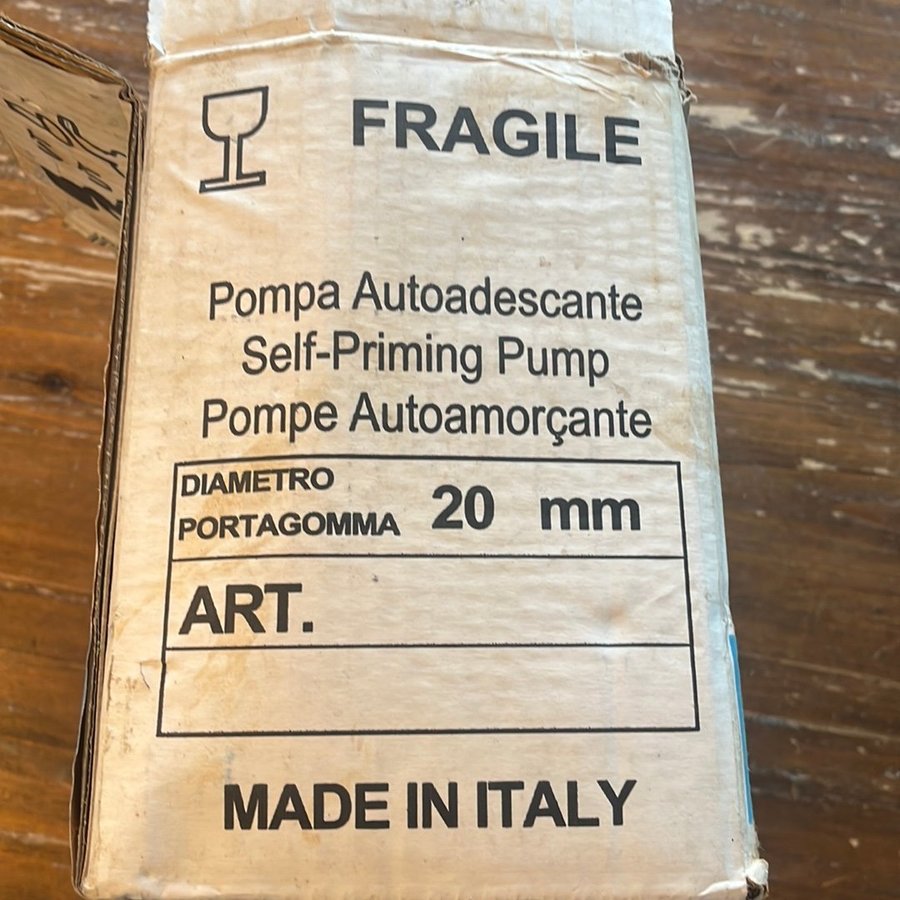 FRAGILE
Pompa Autoadescante
Self-Priming Pump
Pompe Autoamorçante
DIAMETRO
PORTAGOMMA 20 mm
ART.
MADE IN ITALY